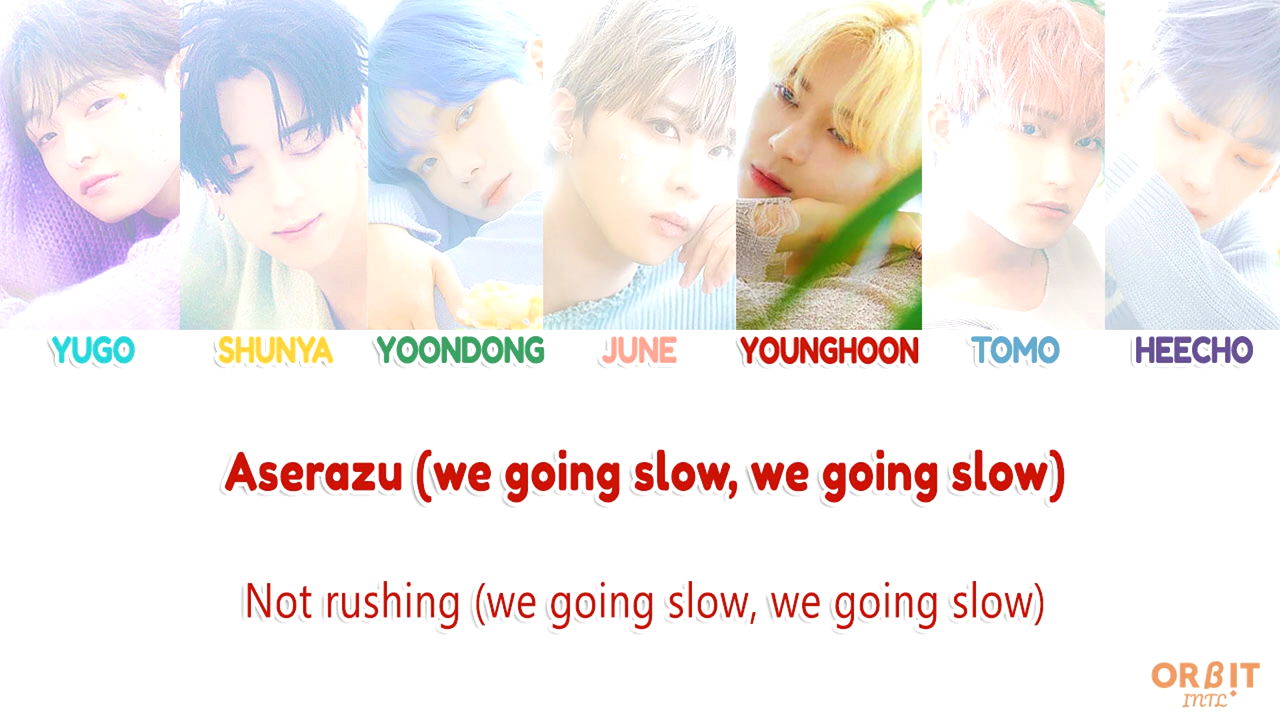 YUGO SHUNYA YOONDONG JUNE YOUNGHOON TOMO HEECHO
Aserazu (we going slow, we going slow)
Not rushing (we going slow, we going slow)
ORβIT
INTL